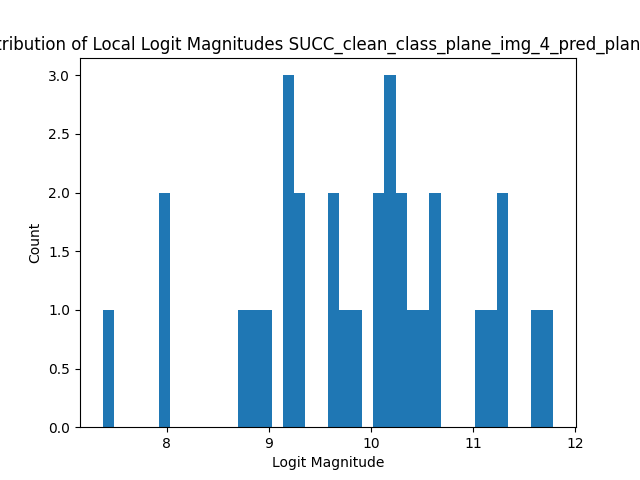 tribution of Local Logit Magnitudes SUCC_clean_class_plane_img_4_pred_plan
3.0
2.5
2.0
1.5
1.0
0.5
0.0
Count
8 9 10 11 12
Logit Magnitude